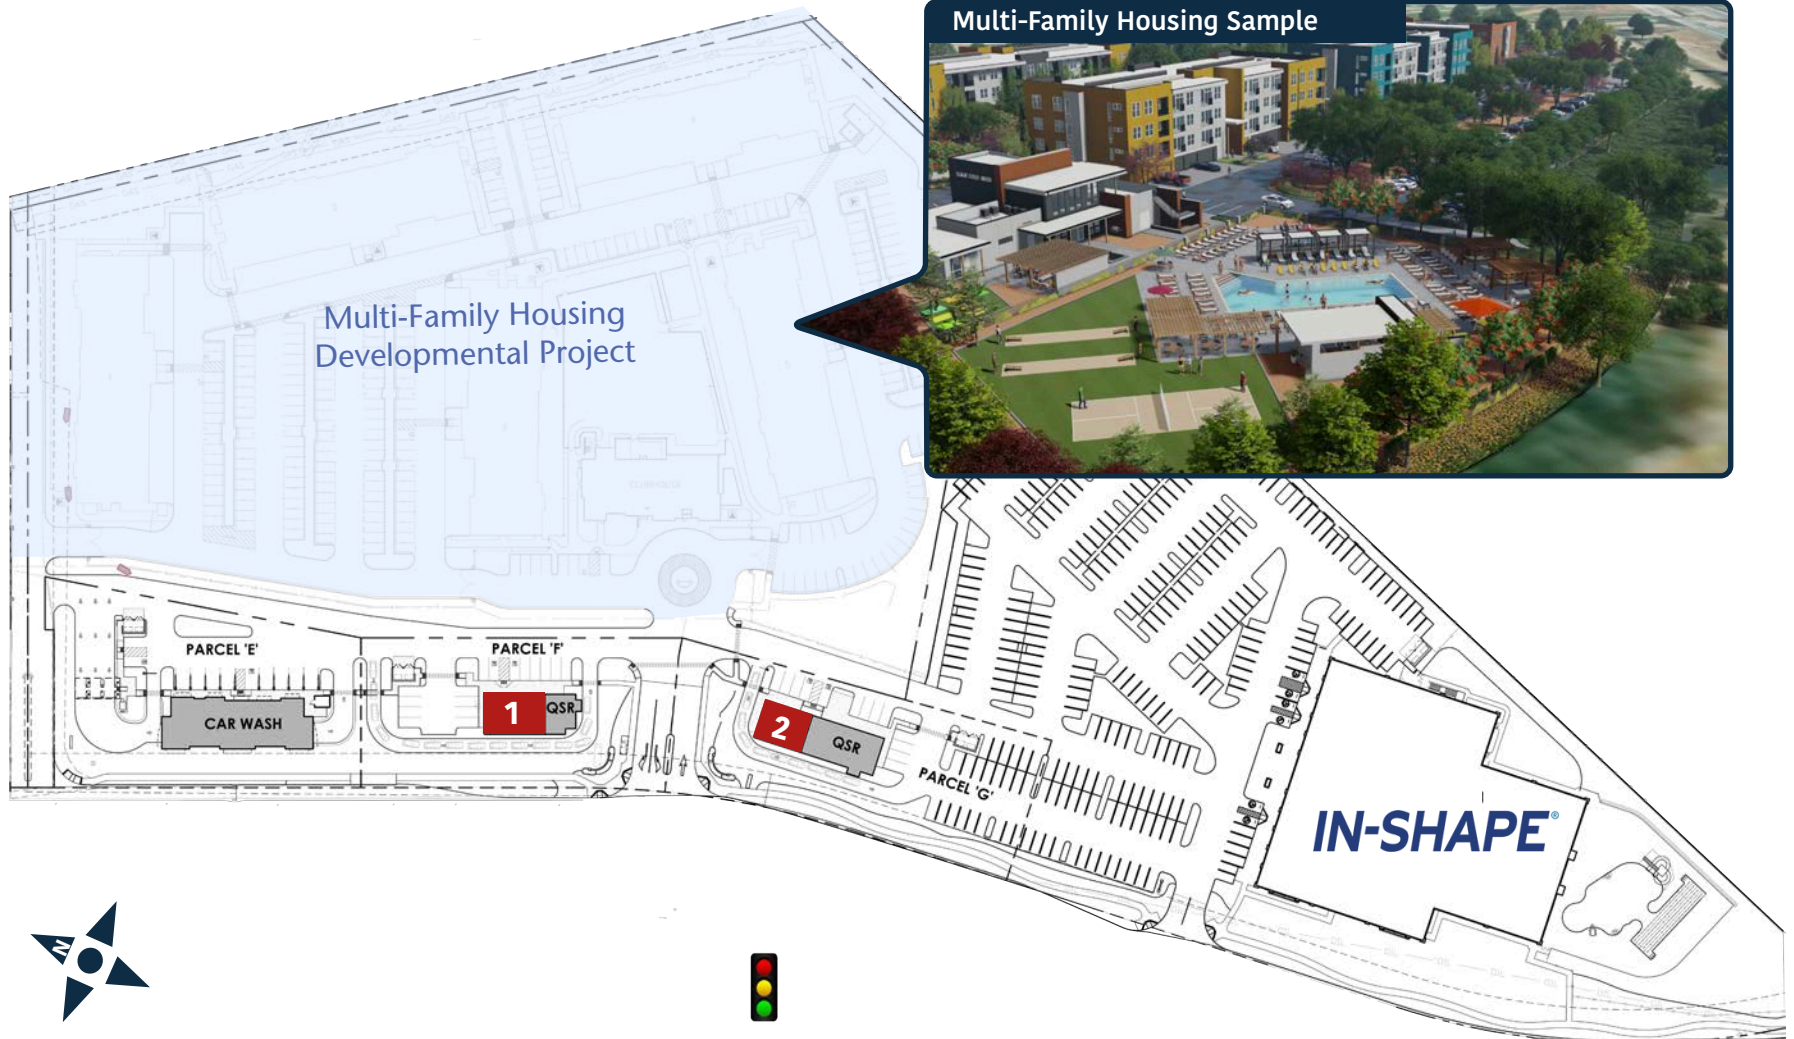 Multi-Family Housing Sample
Multi-Family Housing
Developmental Project
PARCEL 'E'
PARCEL 'F'
CAR WASH
1
QSR
2
QSR
PARCEL 'G'
IN-SHAPE®
N